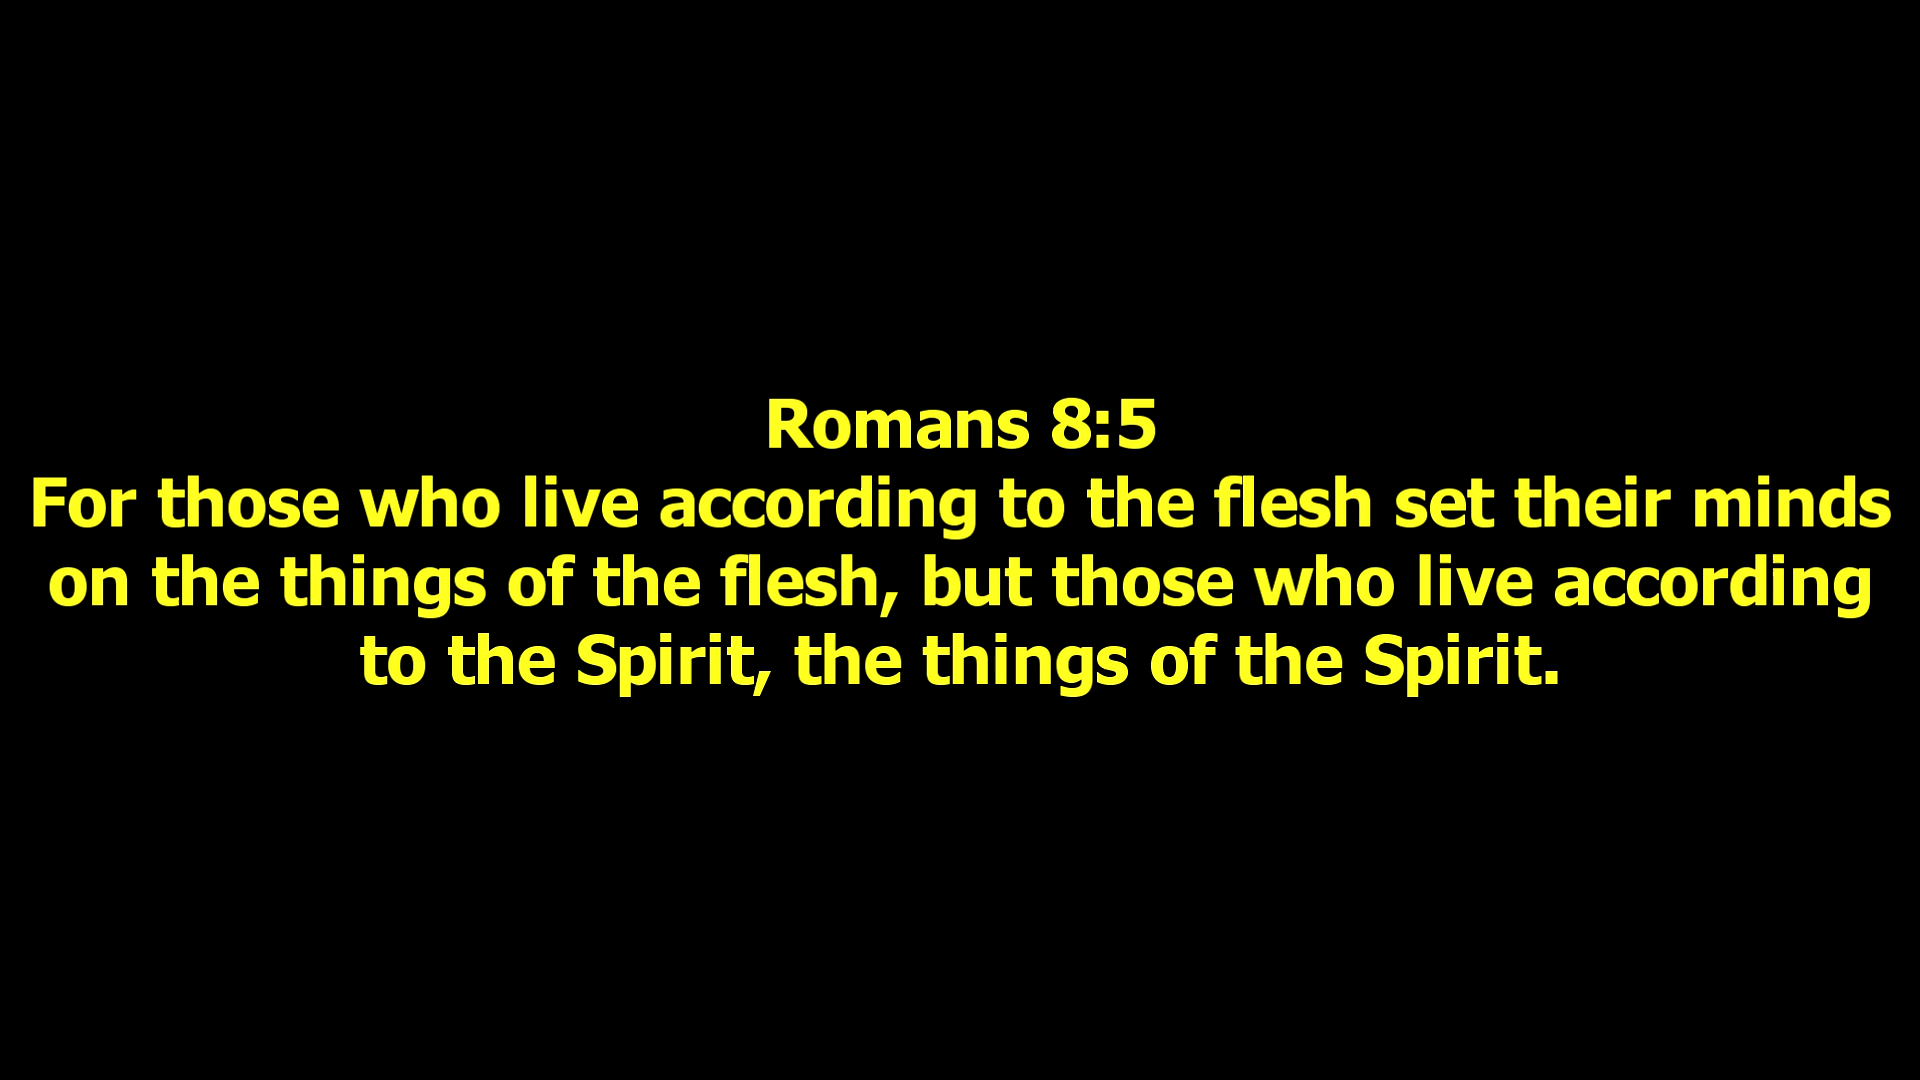 Romans 8:5
For those who live according to the flesh set their minds
on the things of the flesh, but those who live according
to the Spirit, the things of the Spirit.